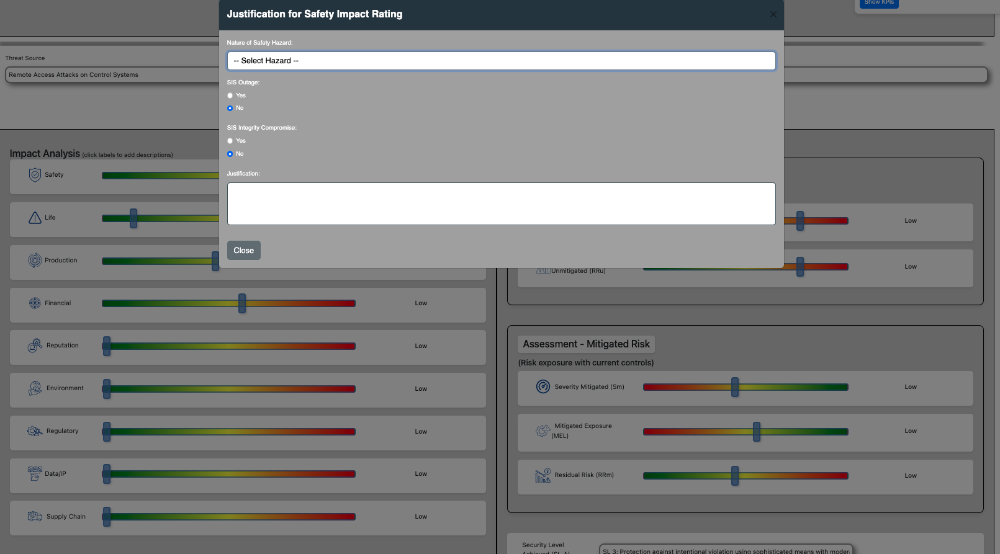 Justification for Safety Impact Rating
×
Show KPIs
Nature of Safety Hazard:
-- Select Hazard --
SIS Outage:
Yes
No
SIS Integrity Compromise:
Yes
No
Justification:
Close
Threat Source
Remote Access Attacks on Control Systems
Impact Analysis (click labels to add descriptions)
Safety
Life
Production
Financial
Low
Reputation
Low
Environment
Low
Regulatory
Low
Data/IP
Low
Supply Chain
Low
Low
Unmitigated (RRu)
Low
Assessment - Mitigated Risk
(Risk exposure with current controls)
Severity Mitigated (Sm)
Low
Mitigated Exposure
(MEL)
Low
Residual Risk (RRm)
Low
Security Level
Achieved (SL-A)
SL 3: Protection against intentional violation using sophisticated means with moder